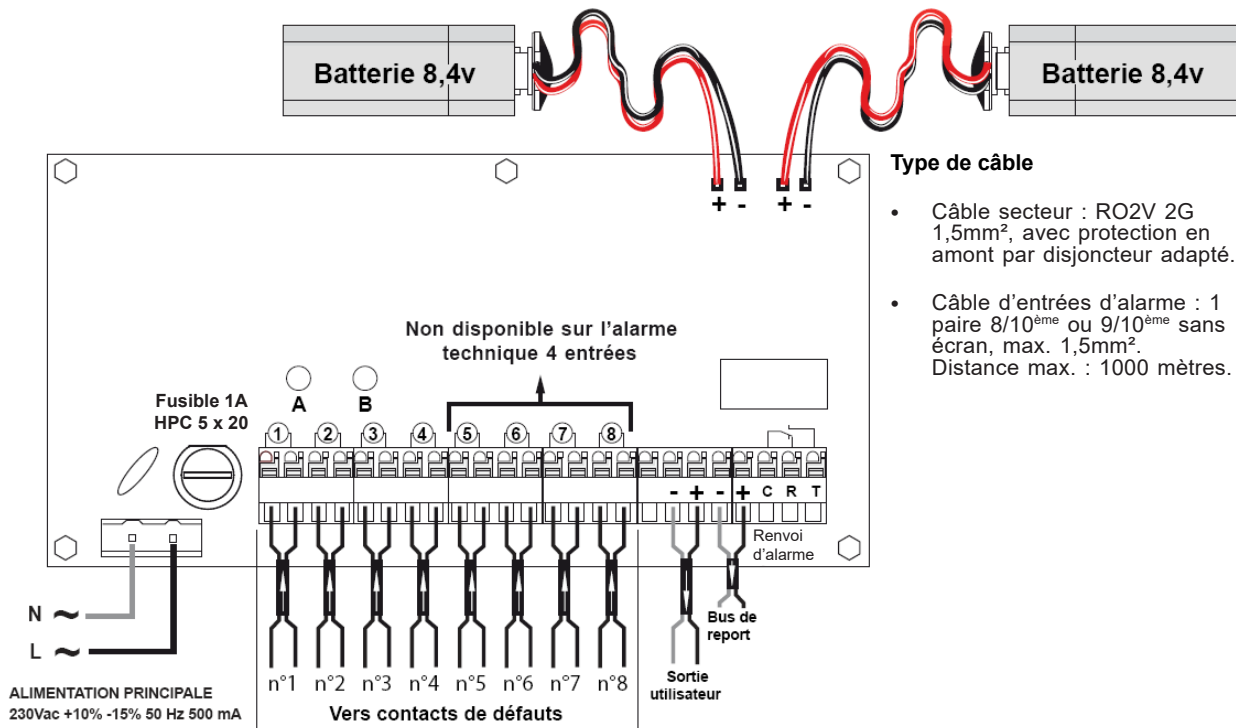 Batterie 8,4v
Batterie 8,4v
+ - + -
Type de câble
• Câble secteur : RO2V 2G
1,5mm², avec protection en
amont par disjoncteur adapté.
• Câble d'entrées d'alarme : 1
paire 8/10ème ou 9/10ème sans
écran, max. 1,5mm².
Distance max. : 1000 mètres.
Non disponible sur l'alarme
technique 4 entrées
Fusible 1A
HPC 5 x 20
A B
1 2 3 4 5 6 7 8
- + - + C R T
Renvoi
d'alarme
N ~
L ~
Bus de
report
Sortie
utilisateur
n°1 n°2 n°3 n°4 n°5 n°6 n°7 n°8
Vers contacts de défauts
ALIMENTATION PRINCIPALE
230Vac +10% -15% 50 Hz 500 mA